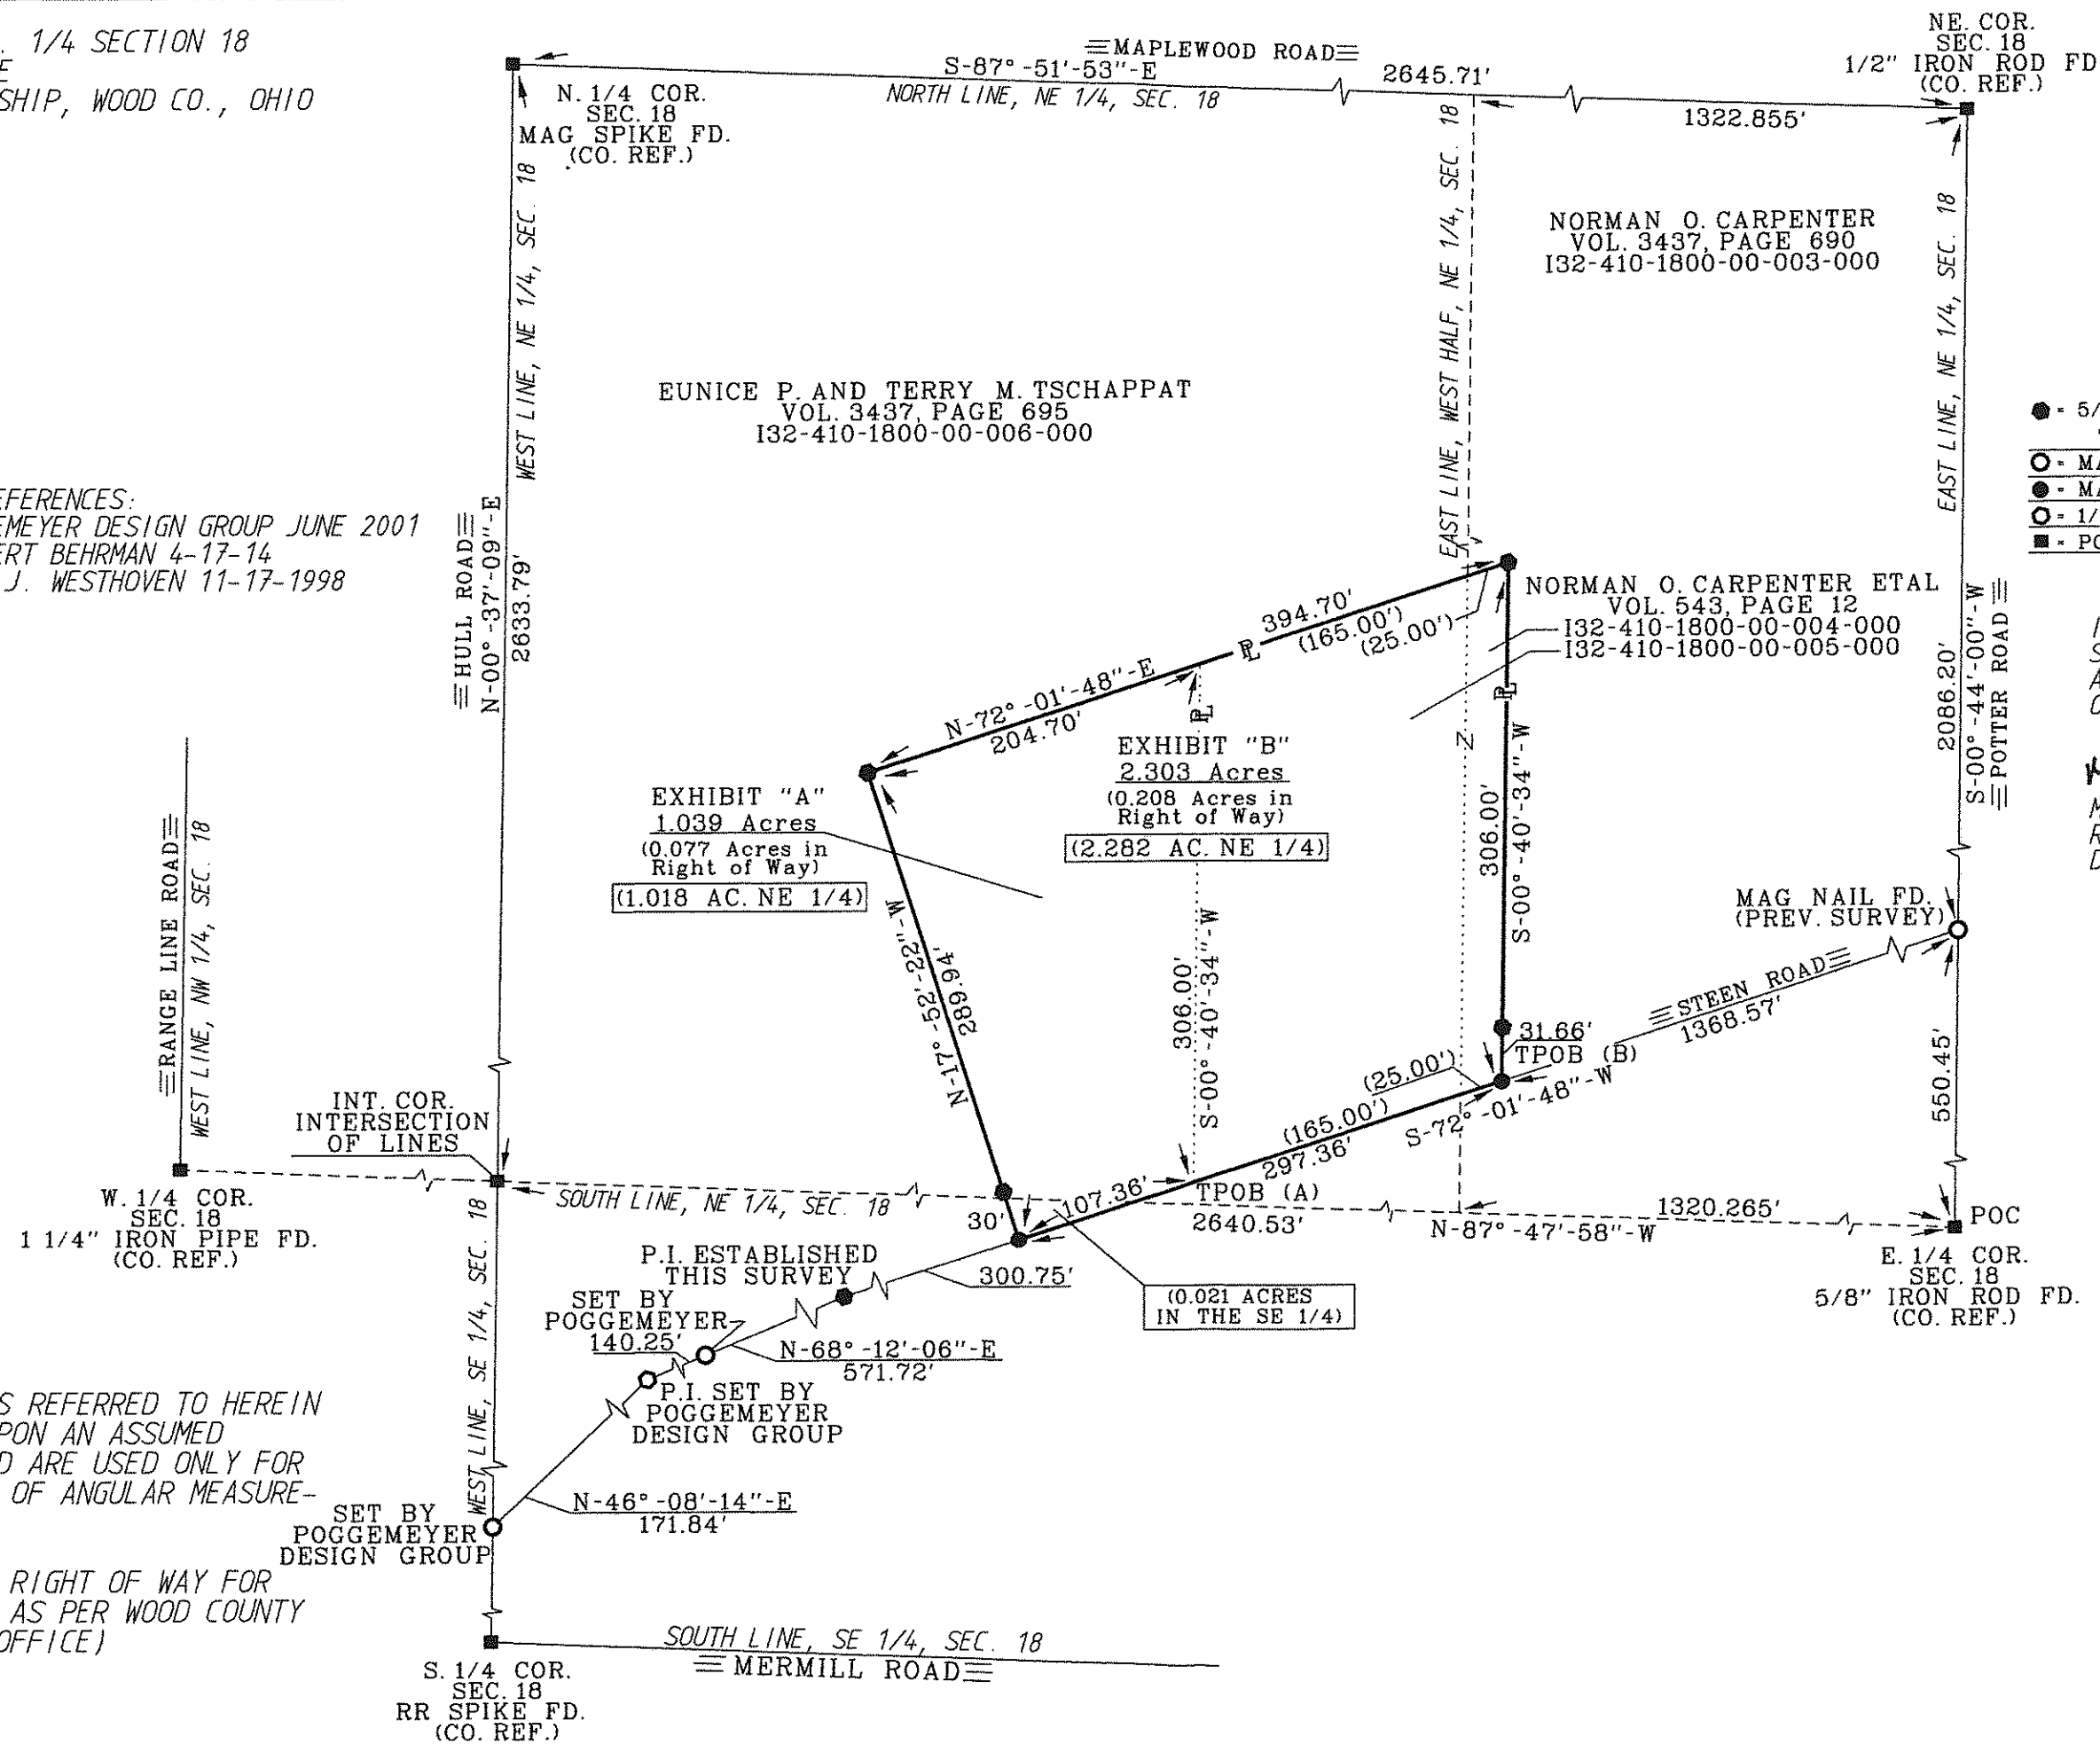 1/4 SECTION 18
SHIP, WOOD CO., OHIO
N. 1/4 COR.
SEC. 18
MAG SPIKE FD.
(CO. REF.)
≡MAPLEWOOD ROAD≡
S-87°-51'-53"-E
2645.71'
NORTH LINE, NE 1/4, SEC. 18
NE. COR.
SEC. 18
1/2" IRON ROD FD
(CO. REF.)
1322.855'
WEST LINE, NE 1/4, SEC. 18
EAST LINE, WEST HALF, NE 1/4, SEC. 18
EAST LINE, NE 1/4, SEC. 18
NORMAN O. CARPENTER
VOL. 3437, PAGE 690
I32-410-1800-00-003-000
EUNICE P. AND TERRY M. TSCHAPPAT
VOL. 3437, PAGE 695
I32-410-1800-00-006-000
EFERENCES:
EMEYER DESIGN GROUP JUNE 2001
ERT BEHRMAN 4-17-14
J. WESTHOVEN 11-17-1998
≡HULL ROAD≡
N-00°-37'-09"-E
2633.79'
- 5/
- MA
- MA
- 1/
- PO
NORMAN O. CARPENTER ETAL
VOL. 543, PAGE 12
I32-410-1800-00-004-000
I32-410-1800-00-005-000
394.70'
(165.00')
(25.00')
PL
N-72°-01'-48"-E
204.70'
PL
PL
Z
2086.20'
S-00°-44'-00"-W
≡POTTER ROAD≡
EXHIBIT "A"
1.039 Acres
(0.077 Acres in
Right of Way)
(1.018 AC. NE 1/4)
EXHIBIT "B"
2.303 Acres
(0.208 Acres in
Right of Way)
(2.282 AC. NE 1/4)
306.00'
S-00°-40'-34"-W
306.00'
S-00°-40'-34"-W
N-17°-52'-22"-W
289.94'
≡RANGE LINE ROAD≡
WEST LINE, NW 1/4, SEC. 18
MAG NAIL FD.
(PREV. SURVEY)
≡STEEN ROAD≡
1368.57'
31.66'
TPOB (B)
550.45'
(25.00')
S-72°-01'-48"-W
(165.00')
297.36'
INT. COR.
INTERSECTION
OF LINES
W. 1/4 COR.
SEC. 18
1 1/4" IRON PIPE FD.
(CO. REF.)
SOUTH LINE, NE 1/4, SEC. 18
30'
107.36'
TPOB (A)
2640.53'
N-87°-47'-58"-W
1320.265'
POC
E. 1/4 COR.
SEC. 18
5/8" IRON ROD FD.
(CO. REF.)
P.I. ESTABLISHED
THIS SURVEY
300.75'
(0.021 ACRES
IN THE SE 1/4)
SET BY
POGGEMEYER
140.25'
N-68°-12'-06"-E
571.72'
P.I. SET BY
POGGEMEYER
DESIGN GROUP
WEST LINE, SE 1/4, SEC. 18
S REFERRED TO HEREIN
PON AN ASSUMED
D ARE USED ONLY FOR
OF ANGULAR MEASURE-
N-46°-08'-14"-E
171.84'
SET BY
POGGEMEYER
DESIGN GROUP
RIGHT OF WAY FOR
AS PER WOOD COUNTY
OFFICE)
SOUTH LINE, SE 1/4, SEC. 18
≡MERMILL ROAD≡
S. 1/4 COR.
SEC. 18
RR SPIKE FD.
(CO. REF.)